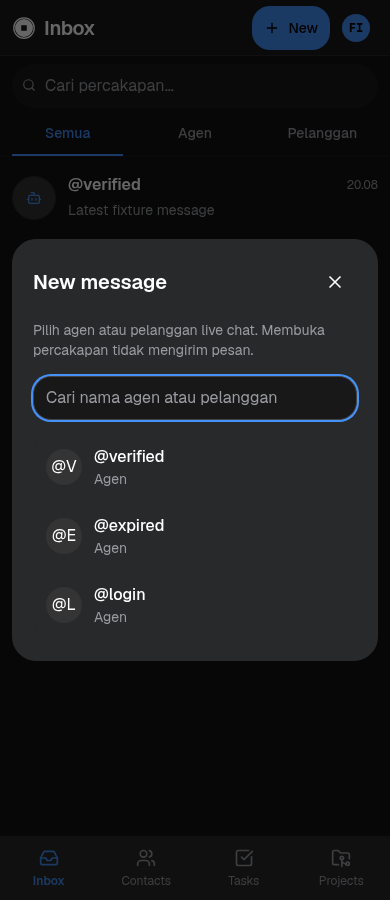 Inbox
New
FI
Cari percakapan...
Semua
Agen
Pelanggan
@verified
20.08
Latest fixture message
New message
Pilih agen atau pelanggan live chat. Membuka
percakapan tidak mengirim pesan.
Cari nama agen atau pelanggan
@V
@verified
Agen
@E
@expired
Agen
@L
@login
Agen
Inbox
Contacts
Tasks
Projects